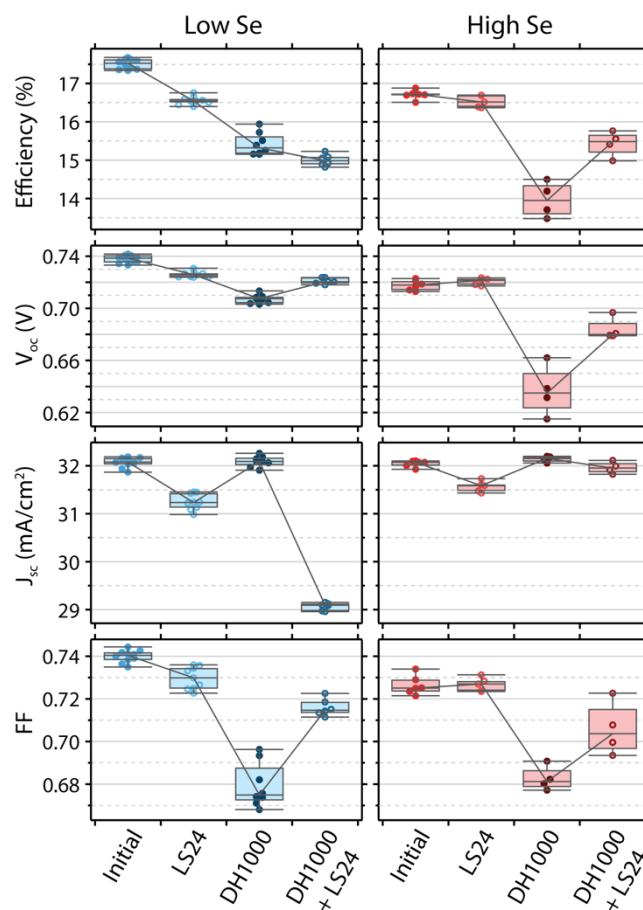 Low Se
High Se
Efficiency (%)
17
16
15
14
Voc (V)
0.74
0.70
0.66
0.62
Jsc (mA/cm²)
32
31
30
29
FF
0.74
0.72
0.70
0.68
Initial
LS24
DH1000
DH1000
+ LS24
Initial
LS24
DH1000
DH1000
+ LS24